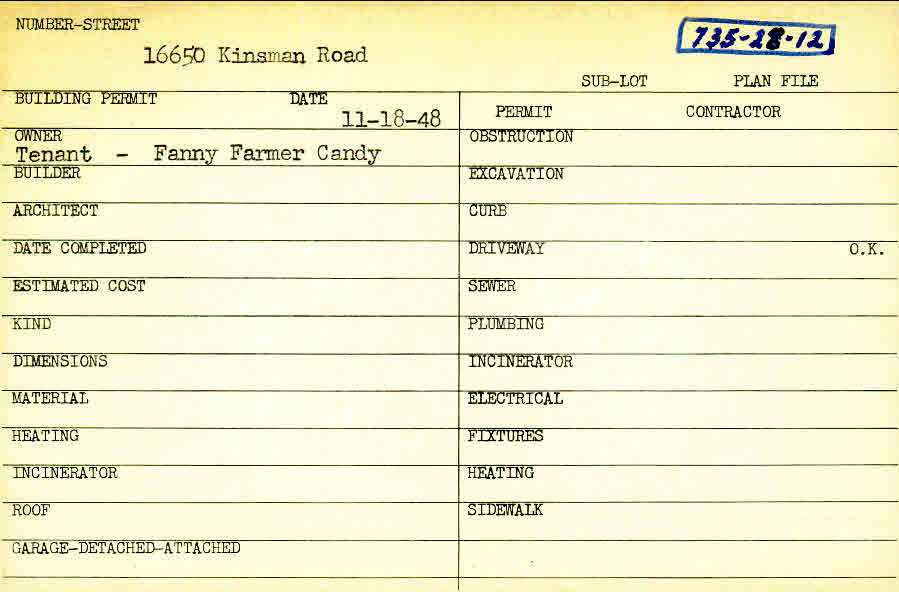 NUMBER-STREET
16650 Kinsman Road
735-28-12
SUB-LOT PLAN FILE
BUILDING PERMIT DATE
11-18-48
PERMIT CONTRACTOR
OWNER
Tenant - Fanny Farmer Candy
OBSTRUCTION
BUILDER
EXCAVATION
ARCHITECT
CURB
DATE COMPLETED
DRIVEWAY O.K.
ESTIMATED COST
SEWER
KIND
PLUMBING
DIMENSIONS
INCINERATOR
MATERIAL
ELECTRICAL
HEATING
FIXTURES
INCINERATOR
HEATING
ROOF
SIDEWALK
GARAGE-DETACHED-ATTACHED